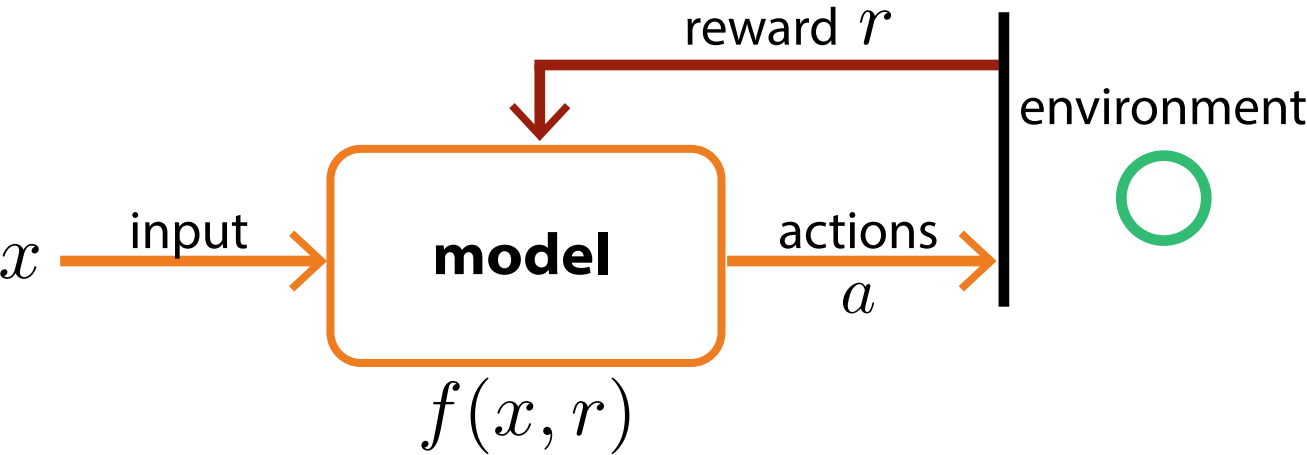 reward r
environment
input
actions
x
model
a
f(x, r)